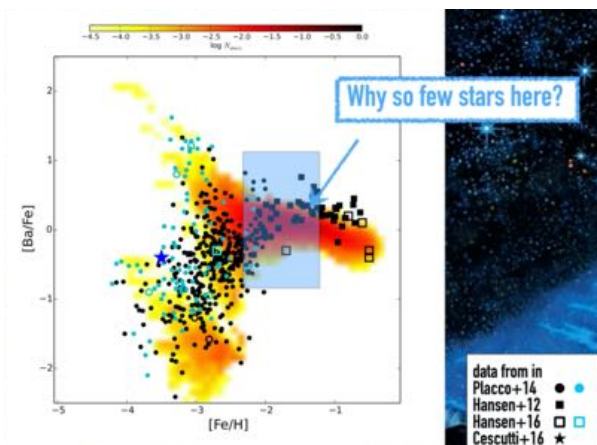 -4.5 -4.0 -3.5 -3.0 -2.5 -2.0 -1.5 -1.0 -0.5 0.0
log N
Why so few stars here?
2
1
0
−1
−2
[Ba/Fe]
−5 −4 −3 −2 −1
[Fe/H]
data from in
Placco+14
Hansen+12
Hansen+16
Cescutti+16